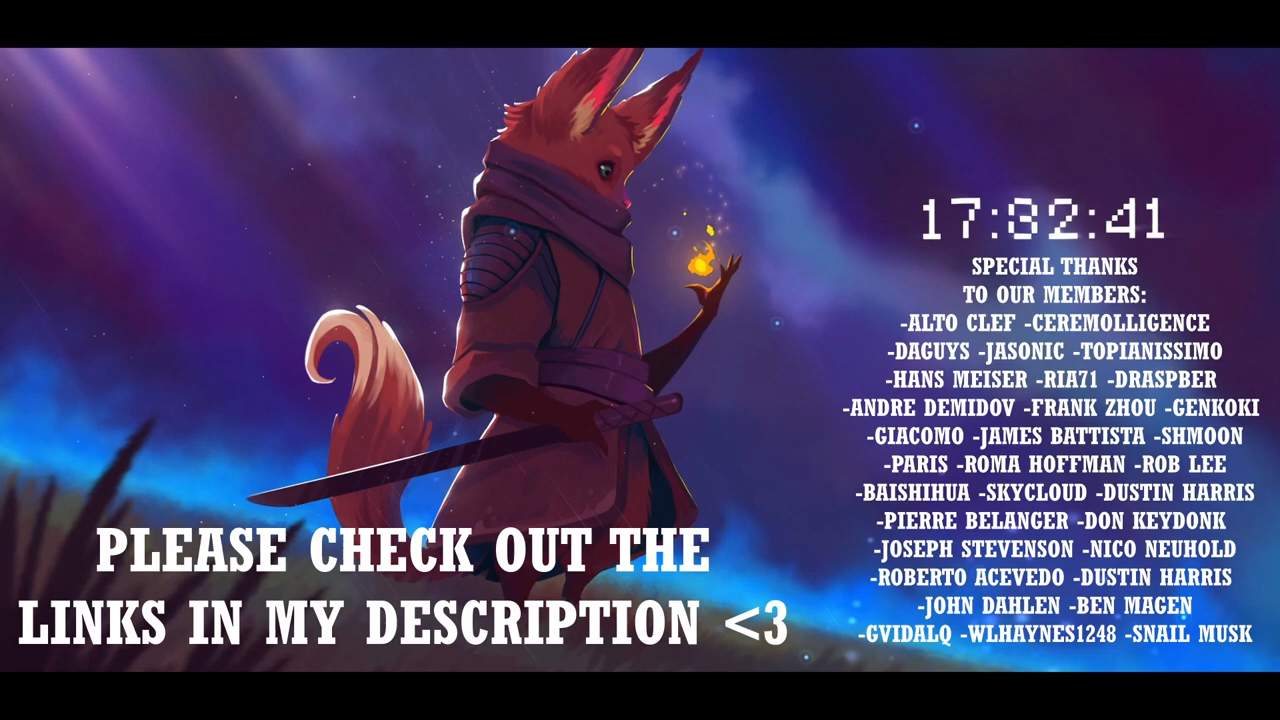 17:32:41
SPECIAL THANKS
TO OUR MEMBERS:
-ALTO CLEF -CEREMOLLIGENCE
-DAGUYS -JASONIC -TOPIANISSIMO
-HANS MEISER -RIA71 -DRASPBER
-ANDRE DEMIDOV -FRANK ZHOU -GENKOKI
-GIACOMO -JAMES BATTISTA -SHMOON
-PARIS -ROMA HOFFMAN -ROB LEE
-BAISHIHUA -SKYCLOUD -DUSTIN HARRIS
-PIERRE BELANGER -DON KEYDONK
-JOSEPH STEVENSON -NICO NEUHOLD
-ROBERTO ACEVEDO -DUSTIN HARRIS
-JOHN DAHLEN -BEN MAGEN
-GVIDALQ -WLHAYNES1248 -SNAIL MUSK
PLEASE CHECK OUT THE
LINKS IN MY DESCRIPTION <3